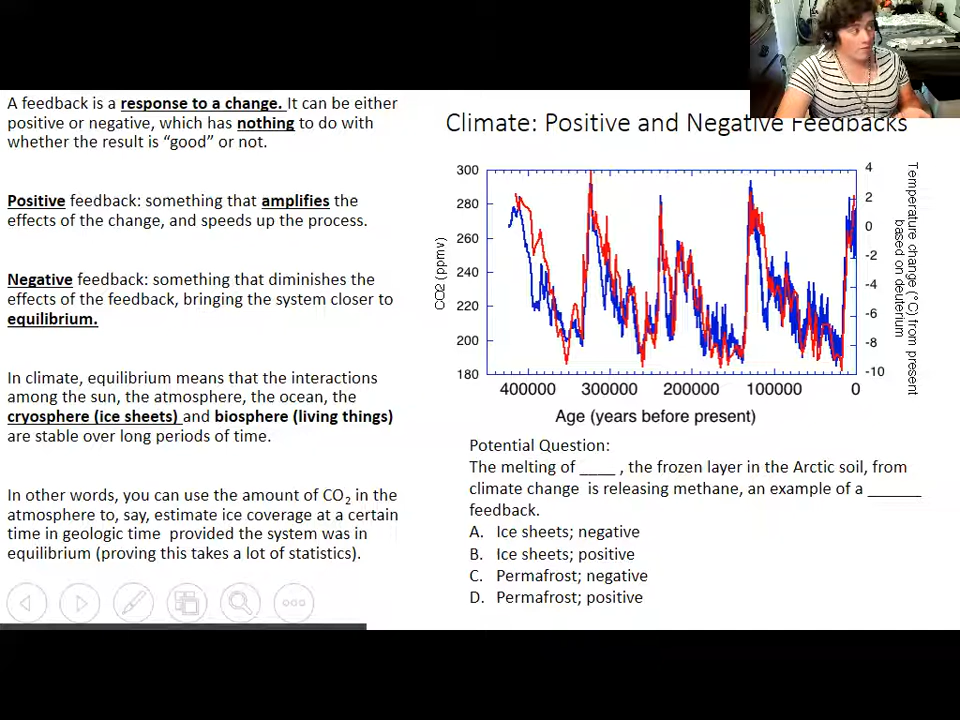 A feedback is a response to a change. It can be either
positive or negative, which has nothing to do with
whether the result is “good” or not.
Positive feedback: something that amplifies the
effects of the change, and speeds up the process.
Negative feedback: something that diminishes the
effects of the feedback, bringing the system closer to
equilibrium.
In climate, equilibrium means that the interactions
among the sun, the atmosphere, the ocean, the
cryosphere (ice sheets) and biosphere (living things)
are stable over long periods of time.
In other words, you can use the amount of CO₂ in the
atmosphere to, say, estimate ice coverage at a certain
time in geologic time provided the system was in
equilibrium (proving this takes a lot of statistics).
Climate: Positive and Negative Feedbacks
CO2 (ppmv)
300
280
260
240
220
200
180
4
2
0
-2
-4
-6
-8
-10
Temperature change (°C) from present
based on deuterium
400000 300000 200000 100000 0
Age (years before present)
Potential Question:
The melting of ____ , the frozen layer in the Arctic soil, from
climate change is releasing methane, an example of a ______
feedback.
A. Ice sheets; negative
B. Ice sheets; positive
C. Permafrost; negative
D. Permafrost; positive